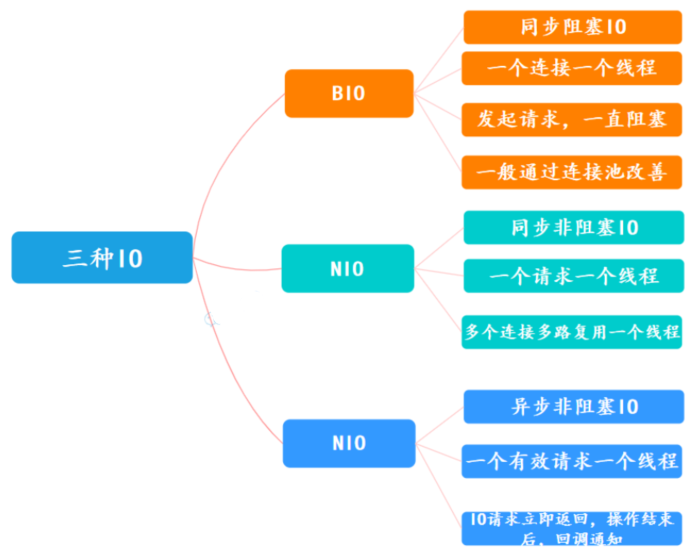 三种IO
BIO
同步阻塞IO
一个连接一个线程
发起请求，一直阻塞
一般通过连接池改善
NIO
同步非阻塞IO
一个请求一个线程
多个连接多路复用一个线程
NIO
异步非阻塞IO
一个有效请求一个线程
IO请求立即返回，操作结束
后，回调通知